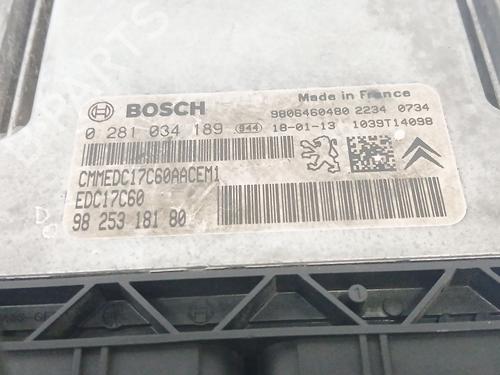 Made in France
BOSCH
9806460480 2234 0734
0 281 034 189 944 18-01-13 1039T14098
CMMEDC17C60AACEM1
EDC17C60
98 253 181 80